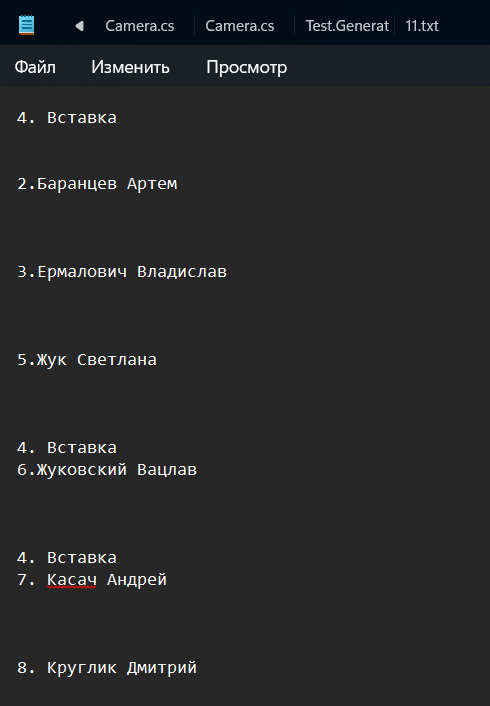 Camera.cs
Camera.cs
Test.Generat
11.txt
Файл
Изменить
Просмотр
4. Вставка
2.Баранцев Артем
3.Ермалович Владислав
5.Жук Светлана
4. Вставка
6.Жуковский Вацлав
4. Вставка
7. Касач Андрей
8. Круглик Дмитрий